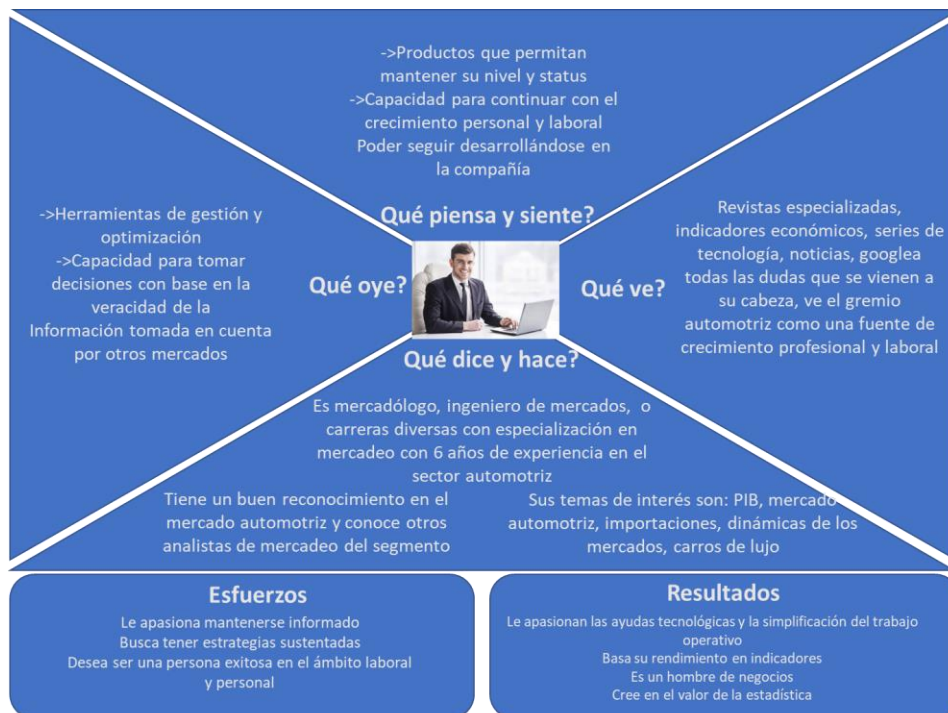 ->Productos que permitan
mantener su nivel y status
->Capacidad para continuar con el
crecimiento personal y laboral
Poder seguir desarrollándose en
la compañía
Qué piensa y siente?
->Herramientas de gestión y
optimización
->Capacidad para tomar
decisiones con base en la
veracidad de la
Información tomada en cuenta
por otros mercados
Qué oye?
Qué ve?
Revistas especializadas,
indicadores económicos, series de
tecnología, noticias, googlea
todas las dudas que se vienen a
su cabeza, ve el gremio
automotriz como una fuente de
crecimiento profesional y laboral
Qué dice y hace?
Es mercadólogo, ingeniero de mercados, o
carreras diversas con especialización en
mercadeo con 6 años de experiencia en el
sector automotriz
Tiene un buen reconocimiento en el
mercado automotriz y conoce otros
analistas de mercadeo del segmento
Sus temas de interés son: PIB, mercado
automotriz, importaciones, dinámicas de los
mercados, carros de lujo
Esfuerzos
Le apasiona mantenerse informado
Busca tener estrategias sustentadas
Desea ser una persona exitosa en el ámbito laboral
y personal
Resultados
Le apasionan las ayudas tecnológicas y la simplificación del trabajo
operativo
Basa su rendimiento en indicadores
Es un hombre de negocios
Cree en el valor de la estadística